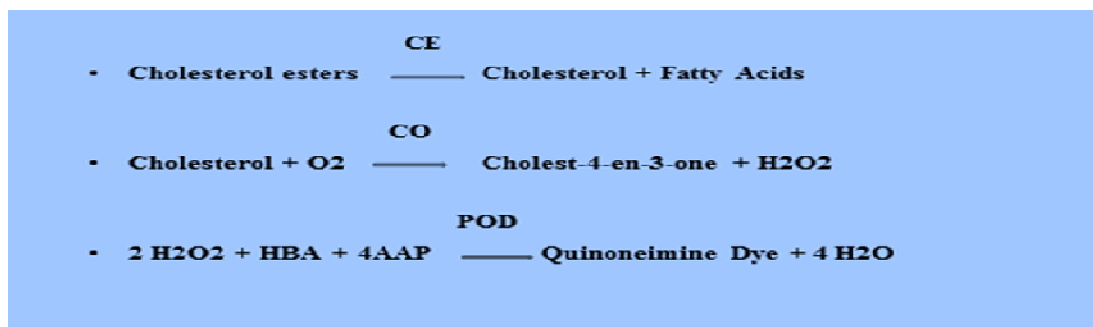 CE
• Cholesterol esters ——— Cholesterol + Fatty Acids
CO
• Cholesterol + O2 ——— Cholest-4-en-3-one + H2O2
POD
• 2 H2O2 + HBA + 4AAP ——— Quinoneimine Dye + 4 H2O